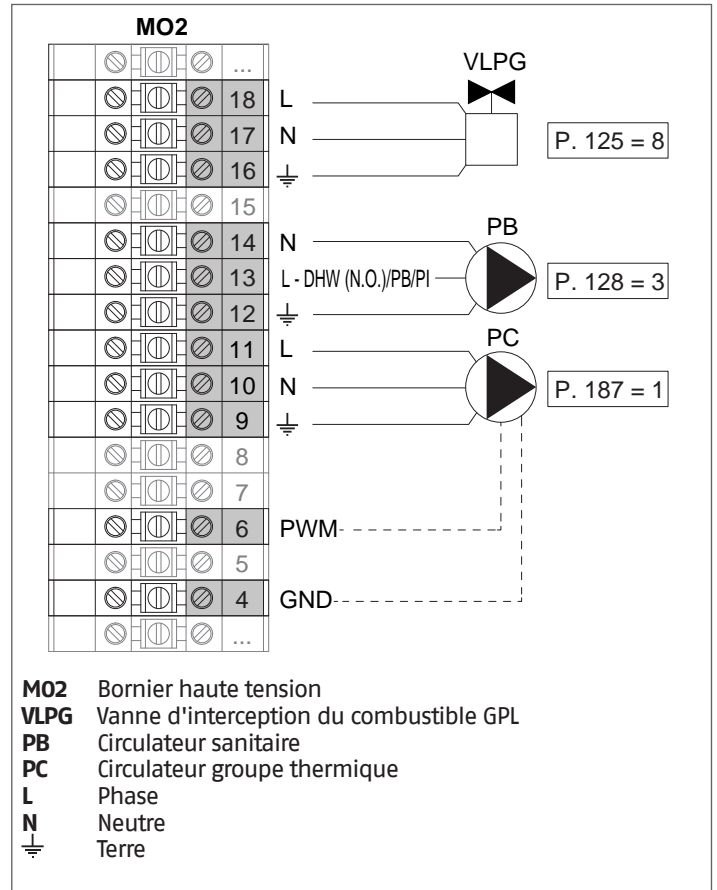 MO2
...
VLPG
18 L
17 N P. 125 = 8
16
15
PB
14 N
13 L - DHW (N.O.)/PB/PI P. 128 = 3
12
PC
11 L
10 N P. 187 = 1
9
8
7
6 PWM
5
4 GND
...
M02 Bornier haute tension
VLPG Vanne d'interception du combustible GPL
PB Circulateur sanitaire
PC Circulateur groupe thermique
L Phase
N Neutre
⏚ Terre